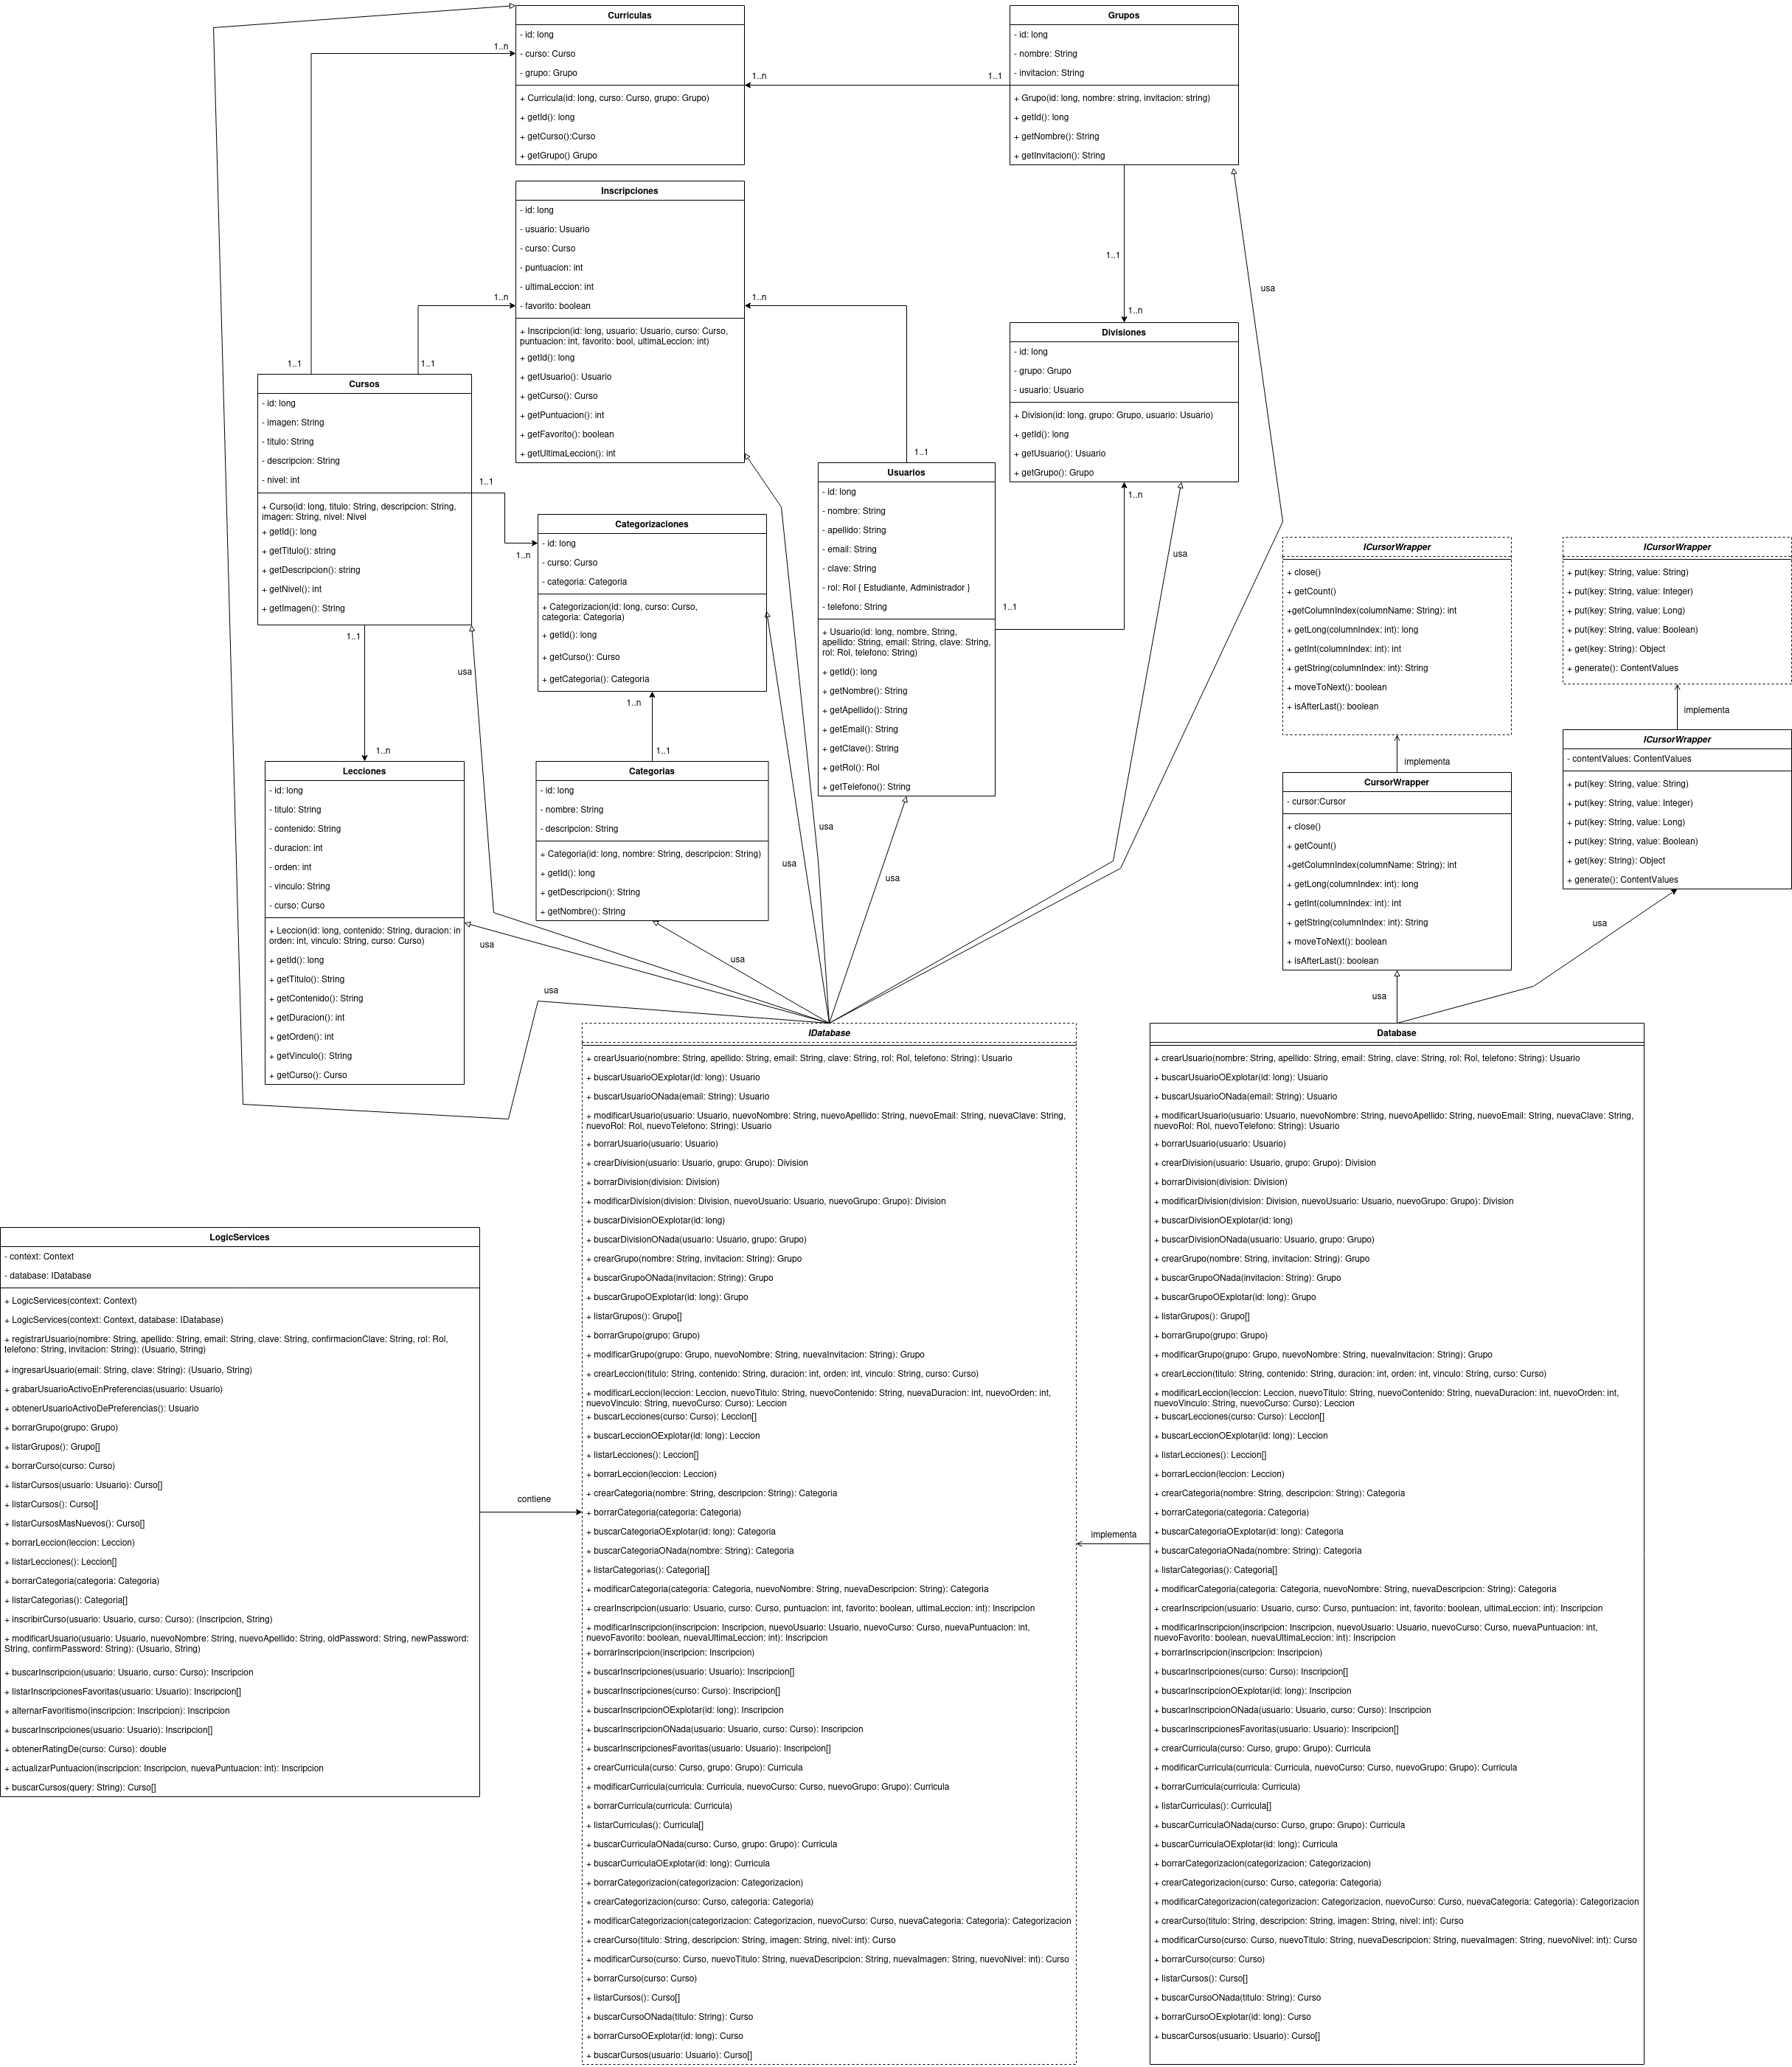 Curriculas
- id: long
- curso: Curso
- grupo: Grupo
+ Curricula(id: long, curso: Curso, grupo: Grupo)
+ getId(): long
+ getCurso():Curso
+ getGrupo() Grupo
1..n
1..n
1..1
Grupos
- id: long
- nombre: String
- invitacion: String
+ Grupo(id: long, nombre: string, invitacion: string)
+ getId(): long
+ getNombre(): String
+ getInvitacion(): String
Inscripciones
- id: long
- usuario: Usuario
- curso: Curso
- puntuacion: int
- ultimaLeccion: int
- favorito: boolean
+ Inscripcion(id: long, usuario: Usuario, curso: Curso,
puntuacion: int, favorito: bool, ultimaLeccion: int)
+ getId(): long
+ getUsuario(): Usuario
+ getCurso(): Curso
+ getPuntuacion(): int
+ getFavorito(): boolean
+ getUltimaLeccion(): int
1..n
1..n
1..1
1..n
usa
1..1
1..1
1..1
Divisiones
- id: long
- grupo: Grupo
- usuario: Usuario
+ Division(id: long, grupo: Grupo, usuario: Usuario)
+ getId(): long
+ getUsuario(): Usuario
+ getGrupo(): Grupo
1..n
usa
Cursos
- id: long
- imagen: String
- titulo: String
- descripcion: String
- nivel: int
+ Curso(id: long, titulo: String, descripcion: String,
imagen: String, nivel: Nivel
+ getId(): long
+ getTitulo(): string
+ getDescripcion(): string
+ getNivel(): int
+ getImagen(): String
1..1
1..n
1..1
usa
1..n
Categorizaciones
- id: long
- curso: Curso
- categoria: Categoria
+ Categorizacion(id: long, curso: Curso,
categoria: Categoria)
+ getId(): long
+ getCurso(): Curso
+ getCategoria(): Categoria
1..n
1..1
Usuarios
- id: long
- nombre: String
- apellido: String
- email: String
- clave: String
- rol: Rol { Estudiante, Administrador }
- telefono: String
+ Usuario(id: long, nombre, String,
apellido: String, email: String, clave: String,
rol: Rol, telefono: String)
+ getId(): long
+ getNombre(): String
+ getApellido(): String
+ getEmail(): String
+ getClave(): String
+ getRol(): Rol
+ getTelefono(): String
1..1
ICursorWrapper
+ close()
+ getCount()
+getColumnIndex(columnName: String): int
+ getLong(columnIndex: int): long
+ getInt(columnIndex: int): int
+ getString(columnIndex: int): String
+ moveToNext(): boolean
+ isAfterLast(): boolean
implementa
ICursorWrapper
+ put(key: String, value: String)
+ put(key: String, value: Integer)
+ put(key: String, value: Long)
+ put(key: String, value: Boolean)
+ get(key: String): Object
+ generate(): ContentValues
implementa
CursorWrapper
- cursor:Cursor
+ close()
+ getCount()
+getColumnIndex(columnName: String): int
+ getLong(columnIndex: int): long
+ getInt(columnIndex: int): int
+ getString(columnIndex: int): String
+ moveToNext(): boolean
+ isAfterLast(): boolean
usa
ICursorWrapper
- contentValues: ContentValues
+ put(key: String, value: String)
+ put(key: String, value: Integer)
+ put(key: String, value: Long)
+ put(key: String, value: Boolean)
+ get(key: String): Object
+ generate(): ContentValues
usa
Lecciones
- id: long
- titulo: String
- contenido: String
- duracion: int
- orden: int
- vinculo: String
- curso: Curso
+ Leccion(id: long, contenido: String, duracion: in
orden: int, vinculo: String, curso: Curso)
+ getId(): long
+ getTitulo(): String
+ getContenido(): String
+ getDuracion(): int
+ getOrden(): int
+ getVinculo(): String
+ getCurso(): Curso
Categorias
- id: long
- nombre: String
- descripcion: String
+ Categoria(id: long, nombre: String, descripcion: String)
+ getId(): long
+ getDescripcion(): String
+ getNombre(): String
usa
usa
usa
usa
usa
usa
IDatabase
+ crearUsuario(nombre: String, apellido: String, email: String, clave: String, rol: Rol, telefono: String): Usuario
+ buscarUsuarioOExplotar(id: long): Usuario
+ buscarUsuarioONada(email: String): Usuario
+ modificarUsuario(usuario: Usuario, nuevoNombre: String, nuevoApellido: String, nuevoEmail: String, nuevaClave: String,
nuevoRol: Rol, nuevoTelefono: String): Usuario
+ borrarUsuario(usuario: Usuario)
+ crearDivision(usuario: Usuario, grupo: Grupo): Division
+ borrarDivision(division: Division)
+ modificarDivision(division: Division, nuevoUsuario: Usuario, nuevoGrupo: Grupo): Division
+ buscarDivisionOExplotar(id: long)
+ buscarDivisionONada(usuario: Usuario, grupo: Grupo)
+ crearGrupo(nombre: String, invitacion: String): Grupo
+ buscarGrupoONada(invitacion: String): Grupo
+ buscarGrupoOExplotar(id: long): Grupo
+ listarGrupos(): Grupo[]
+ borrarGrupo(grupo: Grupo)
+ modificarGrupo(grupo: Grupo, nuevoNombre: String, nuevaInvitacion: String): Grupo
+ crearLeccion(titulo: String, contenido: String, duracion: int, orden: int, vinculo: String, curso: Curso)
+ modificarLeccion(leccion: Leccion, nuevoTitulo: String, nuevoContenido: String, nuevaDuracion: int, nuevoOrden: int,
nuevoVinculo: String, nuevoCurso: Curso): Leccion
+ buscarLecciones(curso: Curso): Leccion[]
+ buscarLeccionOExplotar(id: long): Leccion
+ listarLecciones(): Leccion[]
+ borrarLeccion(leccion: Leccion)
+ crearCategoria(nombre: String, descripcion: String): Categoria
+ borrarCategoria(categoria: Categoria)
+ buscarCategoriaOExplotar(id: long): Categoria
+ buscarCategoriaONada(nombre: String): Categoria
+ listarCategorias(): Categoria[]
+ modificarCategoria(categoria: Categoria, nuevoNombre: String, nuevaDescripcion: String): Categoria
+ crearInscripcion(usuario: Usuario, curso: Curso, puntuacion: int, favorito: boolean, ultimaLeccion: int): Inscripcion
+ modificarInscripcion(inscripcion: Inscripcion, nuevoUsuario: Usuario, nuevoCurso: Curso, nuevaPuntuacion: int,
nuevoFavorito: boolean, nuevaUltimaLeccion: int): Inscripcion
+ borrarInscripcion(inscripcion: Inscripcion)
+ buscarInscripciones(usuario: Usuario): Inscripcion[]
+ buscarInscripciones(curso: Curso): Inscripcion[]
+ buscarInscripcionOExplotar(id: long): Inscripcion
+ buscarInscripcionONada(usuario: Usuario, curso: Curso): Inscripcion
+ buscarInscripcionesFavoritas(usuario: Usuario): Inscripcion[]
+ crearCurricula(curso: Curso, grupo: Grupo): Curricula
+ modificarCurricula(curricula: Curricula, nuevoCurso: Curso, nuevoGrupo: Grupo): Curricula
+ borrarCurricula(curricula: Curricula)
+ listarCurriculas(): Curricula[]
+ buscarCurriculaONada(curso: Curso, grupo: Grupo): Curricula
+ buscarCurriculaOExplotar(id: long): Curricula
+ borrarCategorizacion(categorizacion: Categorizacion)
+ crearCategorizacion(curso: Curso, categoria: Categoria)
+ modificarCategorizacion(categorizacion: Categorizacion, nuevoCurso: Curso, nuevaCategoria: Categoria): Categorizacion
+ crearCurso(titulo: String, descripcion: String, imagen: String, nivel: int): Curso
+ modificarCurso(curso: Curso, nuevoTitulo: String, nuevaDescripcion: String, nuevaImagen: String, nuevoNivel: int): Curso
+ borrarCurso(curso: Curso)
+ listarCursos(): Curso[]
+ buscarCursoONada(titulo: String): Curso
+ borrarCursoOExplotar(id: long): Curso
+ buscarCursos(usuario: Usuario): Curso[]
Database
+ crearUsuario(nombre: String, apellido: String, email: String, clave: String, rol: Rol, telefono: String): Usuario
+ buscarUsuarioOExplotar(id: long): Usuario
+ buscarUsuarioONada(email: String): Usuario
+ modificarUsuario(usuario: Usuario, nuevoNombre: String, nuevoApellido: String, nuevoEmail: String, nuevaClave: String,
nuevoRol: Rol, nuevoTelefono: String): Usuario
+ borrarUsuario(usuario: Usuario)
+ crearDivision(usuario: Usuario, grupo: Grupo): Division
+ borrarDivision(division: Division)
+ modificarDivision(division: Division, nuevoUsuario: Usuario, nuevoGrupo: Grupo): Division
+ buscarDivisionOExplotar(id: long)
+ buscarDivisionONada(usuario: Usuario, grupo: Grupo)
+ crearGrupo(nombre: String, invitacion: String): Grupo
+ buscarGrupoONada(invitacion: String): Grupo
+ buscarGrupoOExplotar(id: long): Grupo
+ listarGrupos(): Grupo[]
+ borrarGrupo(grupo: Grupo)
+ modificarGrupo(grupo: Grupo, nuevoNombre: String, nuevaInvitacion: String): Grupo
+ crearLeccion(titulo: String, contenido: String, duracion: int, orden: int, vinculo: String, curso: Curso)
+ modificarLeccion(leccion: Leccion, nuevoTitulo: String, nuevoContenido: String, nuevaDuracion: int, nuevoOrden: int,
nuevoVinculo: String, nuevoCurso: Curso): Leccion
+ buscarLecciones(curso: Curso): Leccion[]
+ buscarLeccionOExplotar(id: long): Leccion
+ listarLecciones(): Leccion[]
+ borrarLeccion(leccion: Leccion)
+ crearCategoria(nombre: String, descripcion: String): Categoria
+ borrarCategoria(categoria: Categoria)
+ buscarCategoriaOExplotar(id: long): Categoria
+ buscarCategoriaONada(nombre: String): Categoria
+ listarCategorias(): Categoria[]
+ modificarCategoria(categoria: Categoria, nuevoNombre: String, nuevaDescripcion: String): Categoria
+ crearInscripcion(usuario: Usuario, curso: Curso, puntuacion: int, favorito: boolean, ultimaLeccion: int): Inscripcion
+ modificarInscripcion(inscripcion: Inscripcion, nuevoUsuario: Usuario, nuevoCurso: Curso, nuevaPuntuacion: int,
nuevoFavorito: boolean, nuevaUltimaLeccion: int): Inscripcion
+ borrarInscripcion(inscripcion: Inscripcion)
+ buscarInscripciones(curso: Curso): Inscripcion[]
+ buscarInscripcionOExplotar(id: long): Inscripcion
+ buscarInscripcionONada(usuario: Usuario, curso: Curso): Inscripcion
+ buscarInscripcionesFavoritas(usuario: Usuario): Inscripcion[]
+ crearCurricula(curso: Curso, grupo: Grupo): Curricula
+ modificarCurricula(curricula: Curricula, nuevoCurso: Curso, nuevoGrupo: Grupo): Curricula
+ borrarCurricula(curricula: Curricula)
+ listarCurriculas(): Curricula[]
+ buscarCurriculaONada(curso: Curso, grupo: Grupo): Curricula
+ buscarCurriculaOExplotar(id: long): Curricula
+ borrarCategorizacion(categorizacion: Categorizacion)
+ crearCategorizacion(curso: Curso, categoria: Categoria)
+ modificarCategorizacion(categorizacion: Categorizacion, nuevoCurso: Curso, nuevaCategoria: Categoria): Categorizacion
+ crearCurso(titulo: String, descripcion: String, imagen: String, nivel: int): Curso
+ modificarCurso(curso: Curso, nuevoTitulo: String, nuevaDescripcion: String, nuevaImagen: String, nuevoNivel: int): Curso
+ borrarCurso(curso: Curso)
+ listarCursos(): Curso[]
+ buscarCursoONada(titulo: String): Curso
+ borrarCursoOExplotar(id: long): Curso
+ buscarCursos(usuario: Usuario): Curso[]
implementa
LogicServices
- context: Context
- database: IDatabase
+ LogicServices(context: Context)
+ LogicServices(context: Context, database: IDatabase)
+ registrarUsuario(nombre: String, apellido: String, email: String, clave: String, confirmacionClave: String, rol: Rol,
telefono: String, invitacion: String): (Usuario, String)
+ ingresarUsuario(email: String, clave: String): (Usuario, String)
+ grabarUsuarioActivoEnPreferencias(usuario: Usuario)
+ obtenerUsuarioActivoDePreferencias(): Usuario
+ borrarGrupo(grupo: Grupo)
+ listarGrupos(): Grupo[]
+ borrarCurso(curso: Curso)
+ listarCursos(usuario: Usuario): Curso[]
+ listarCursos(): Curso[]
+ listarCursosMasNuevos(): Curso[]
+ borrarLeccion(leccion: Leccion)
+ listarLecciones(): Leccion[]
+ borrarCategoria(categoria: Categoria)
+ listarCategorias(): Categoria[]
+ inscribirCurso(usuario: Usuario, curso: Curso): (Inscripcion, String)
+ modificarUsuario(usuario: Usuario, nuevoNombre: String, nuevoApellido: String, oldPassword: String, newPassword:
String, confirmPassword: String): (Usuario, String)
+ buscarInscripcion(usuario: Usuario, curso: Curso): Inscripcion
+ listarInscripcionesFavoritas(usuario: Usuario): Inscripcion[]
+ alternarFavoritismo(inscripcion: Inscripcion): Inscripcion
+ buscarInscripciones(usuario: Usuario): Inscripcion[]
+ obtenerRatingDe(curso: Curso): double
+ actualizarPuntuacion(inscripcion: Inscripcion, nuevaPuntuacion: int): Inscripcion
+ buscarCursos(query: String): Curso[]
contiene